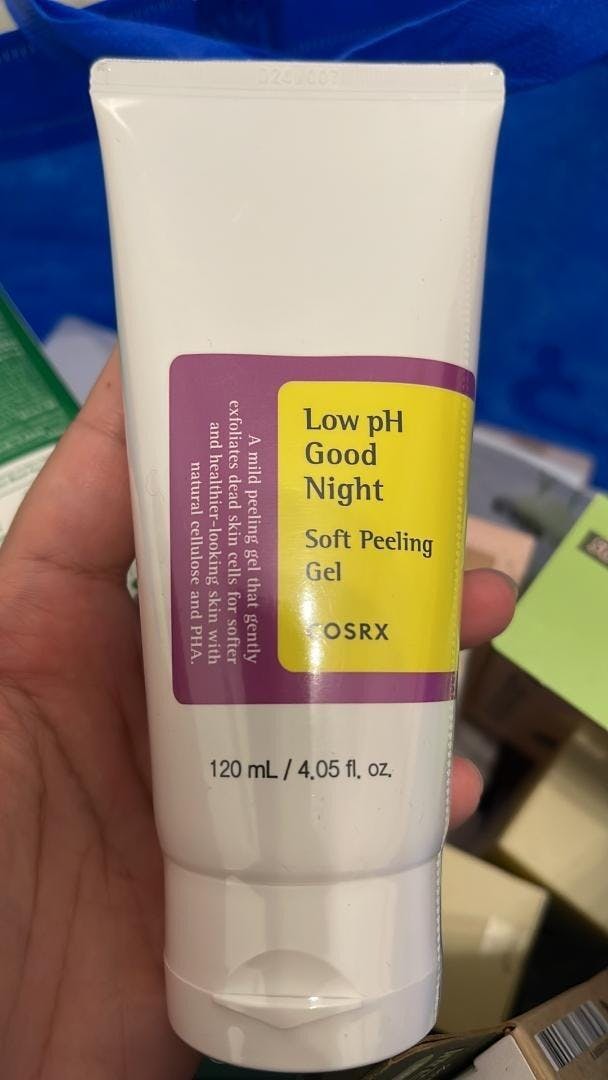 Low pH
Good
Night
Soft Peeling
Gel
COSRX
A mild peeling gel that gently
exfoliates dead skin cells for softer
and healthier-looking skin with
natural cellulose and PHA.
120 mL / 4.05 fl. oz.